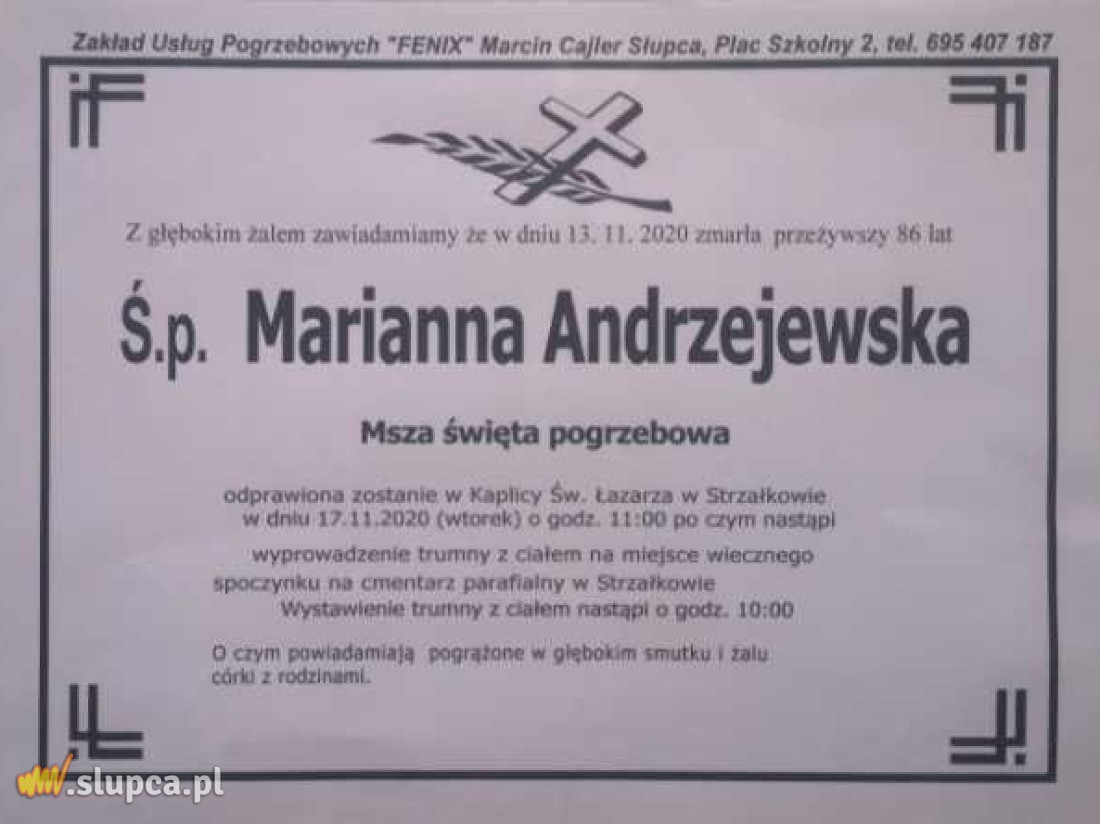 Zakład Usług Pogrzebowych "FENIX" Marcin Cajler Słupca, Plac Szkolny 2, tel. 695 407 187
Z głębokim żalem zawiadamiamy że w dniu 13. 11. 2020 zmarła przeżywszy 86 lat
Ś.p. Marianna Andrzejewska
Msza święta pogrzebowa
odprawiona zostanie w Kaplicy Św. Łazarza w Strzałkowie
w dniu 17.11.2020 (wtorek) o godz. 11:00 po czym nastąpi
wyprowadzenie trumny z ciałem na miejsce wiecznego
spoczynku na cmentarz parafialny w Strzałkowie
Wystawienie trumny z ciałem nastąpi o godz. 10:00
O czym powiadamiają pogrążone w głębokim smutku i żalu
córki z rodzinami.
.slupca.pl